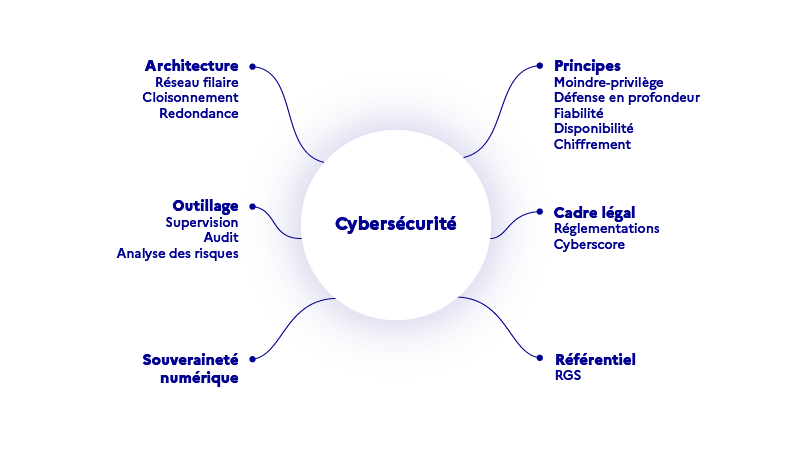 Architecture
Réseau filaire
Cloisonnement
Redondance
Outillage
Supervision
Audit
Analyse des risques
Souveraineté
numérique
Cybersécurité
Principes
Moindre-privilège
Défense en profondeur
Fiabilité
Disponibilité
Chiffrement
Cadre légal
Réglementations
Cyberscore
Référentiel
RGS